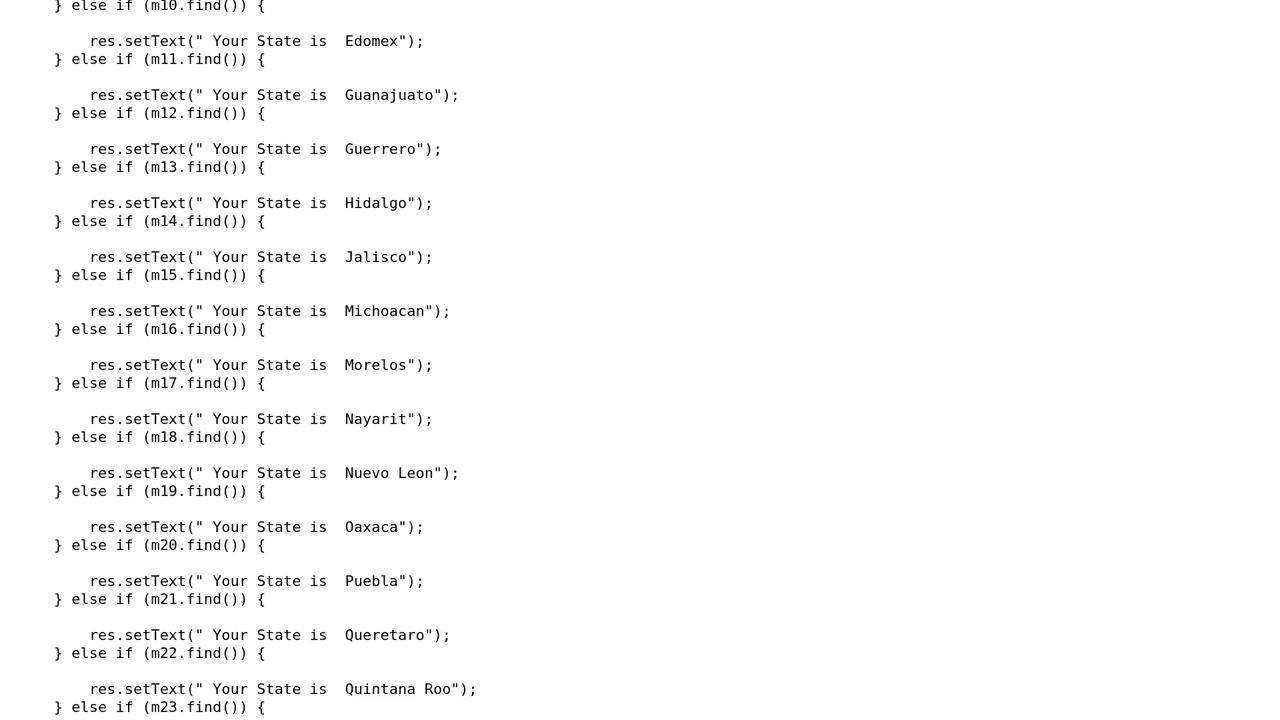 } else if (m10.find()) {
res.setText(" Your State is  Edomex");
} else if (m11.find()) {
res.setText(" Your State is  Guanajuato");
} else if (m12.find()) {
res.setText(" Your State is  Guerrero");
} else if (m13.find()) {
res.setText(" Your State is  Hidalgo");
} else if (m14.find()) {
res.setText(" Your State is  Jalisco");
} else if (m15.find()) {
res.setText(" Your State is  Michoacan");
} else if (m16.find()) {
res.setText(" Your State is  Morelos");
} else if (m17.find()) {
res.setText(" Your State is  Nayarit");
} else if (m18.find()) {
res.setText(" Your State is  Nuevo Leon");
} else if (m19.find()) {
res.setText(" Your State is  Oaxaca");
} else if (m20.find()) {
res.setText(" Your State is  Puebla");
} else if (m21.find()) {
res.setText(" Your State is  Queretaro");
} else if (m22.find()) {
res.setText(" Your State is  Quintana Roo");
} else if (m23.find()) {